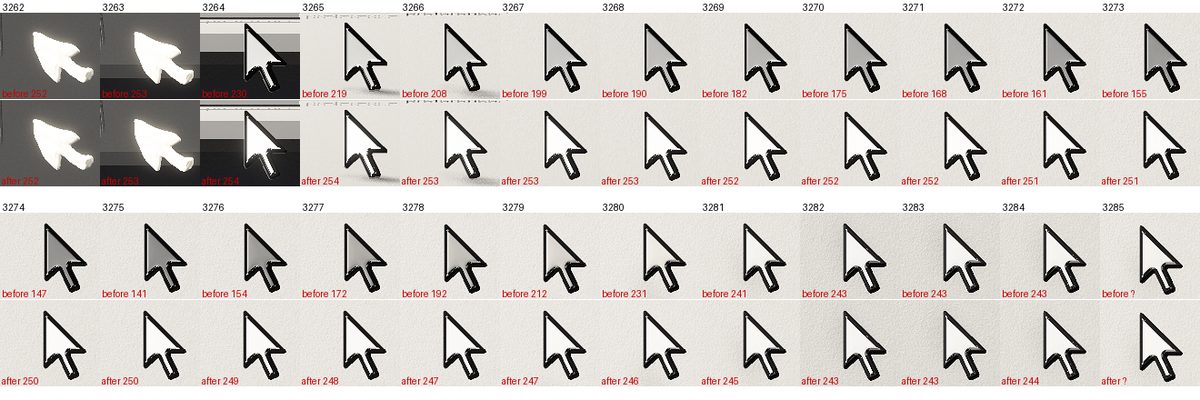 3262 3263 3264 3265 3266 3267 3268 3269 3270 3271 3272 3273
before 252 before 253 before 230 before 219 before 208 before 199 before 190 before 182 before 175 before 168 before 161 before 155
after 252 after 253 after 254 after 254 after 253 after 253 after 253 after 252 after 252 after 252 after 251 after 251
3274 3275 3276 3277 3278 3279 3280 3281 3282 3283 3284 3285
before 147 before 141 before 154 before 172 before 192 before 212 before 231 before 241 before 243 before 243 before 243 before ?
after 250 after 250 after 249 after 248 after 247 after 247 after 246 after 245 after 243 after 243 after 244 after ?